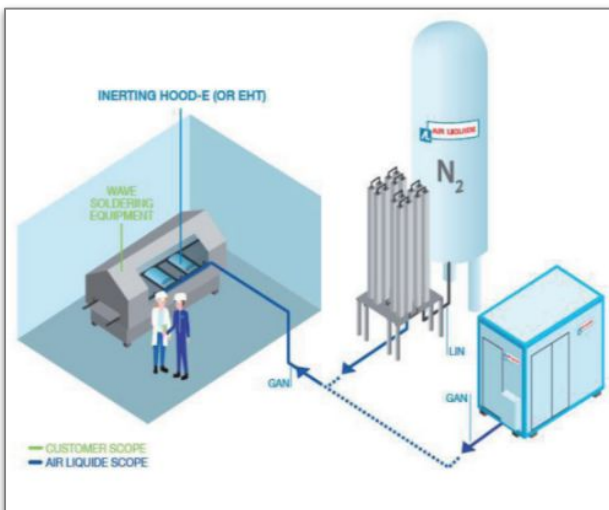 INERTING HOOD-E (OR EHT)
WAVE
SOLDERING
EQUIPMENT
AIR LIQUIDE
N₂
LIN
GAN
GAN
CUSTOMER SCOPE
AIR LIQUIDE SCOPE